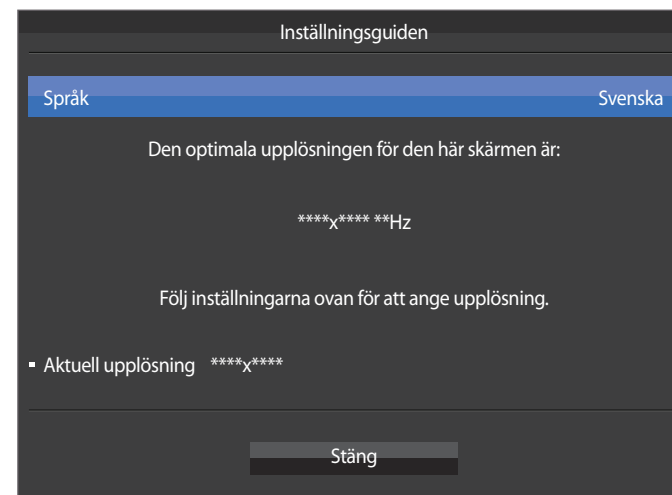 Inställningsguiden
Språk Svenska
Den optimala upplösningen för den här skärmen är:
****x**** **Hz
Följ inställningarna ovan för att ange upplösning.
Aktuell upplösning ****x****
Stäng